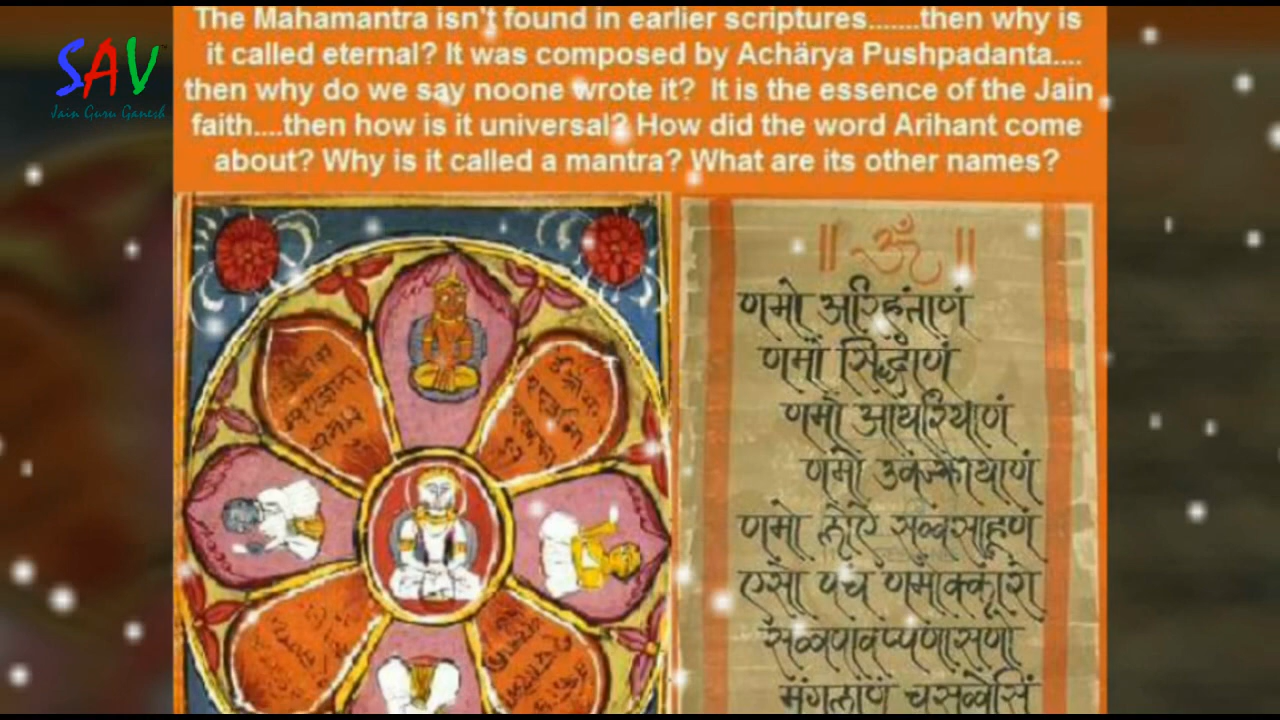 SAV
Jain Guru Ganesh
The Mahamantra isn't found in earlier scriptures.......then why is
it called eternal? It was composed by Achärya Pushpadanta....
then why do we say noone wrote it? It is the essence of the Jain
faith....then how is it universal? How did the word Arihant come
about? Why is it called a mantra? What are its other names?
॥ ॐ ॥
णमो अरिहंताणं
णमो सिद्धाणं
णमो आयरियाणं
णमो उवज्झायाणं
णमो लोए सव्वसाहूणं
एसो पंच णमोक्कारो
सव्वपावप्पणासणो
मंगलाणं च सव्वेसिं